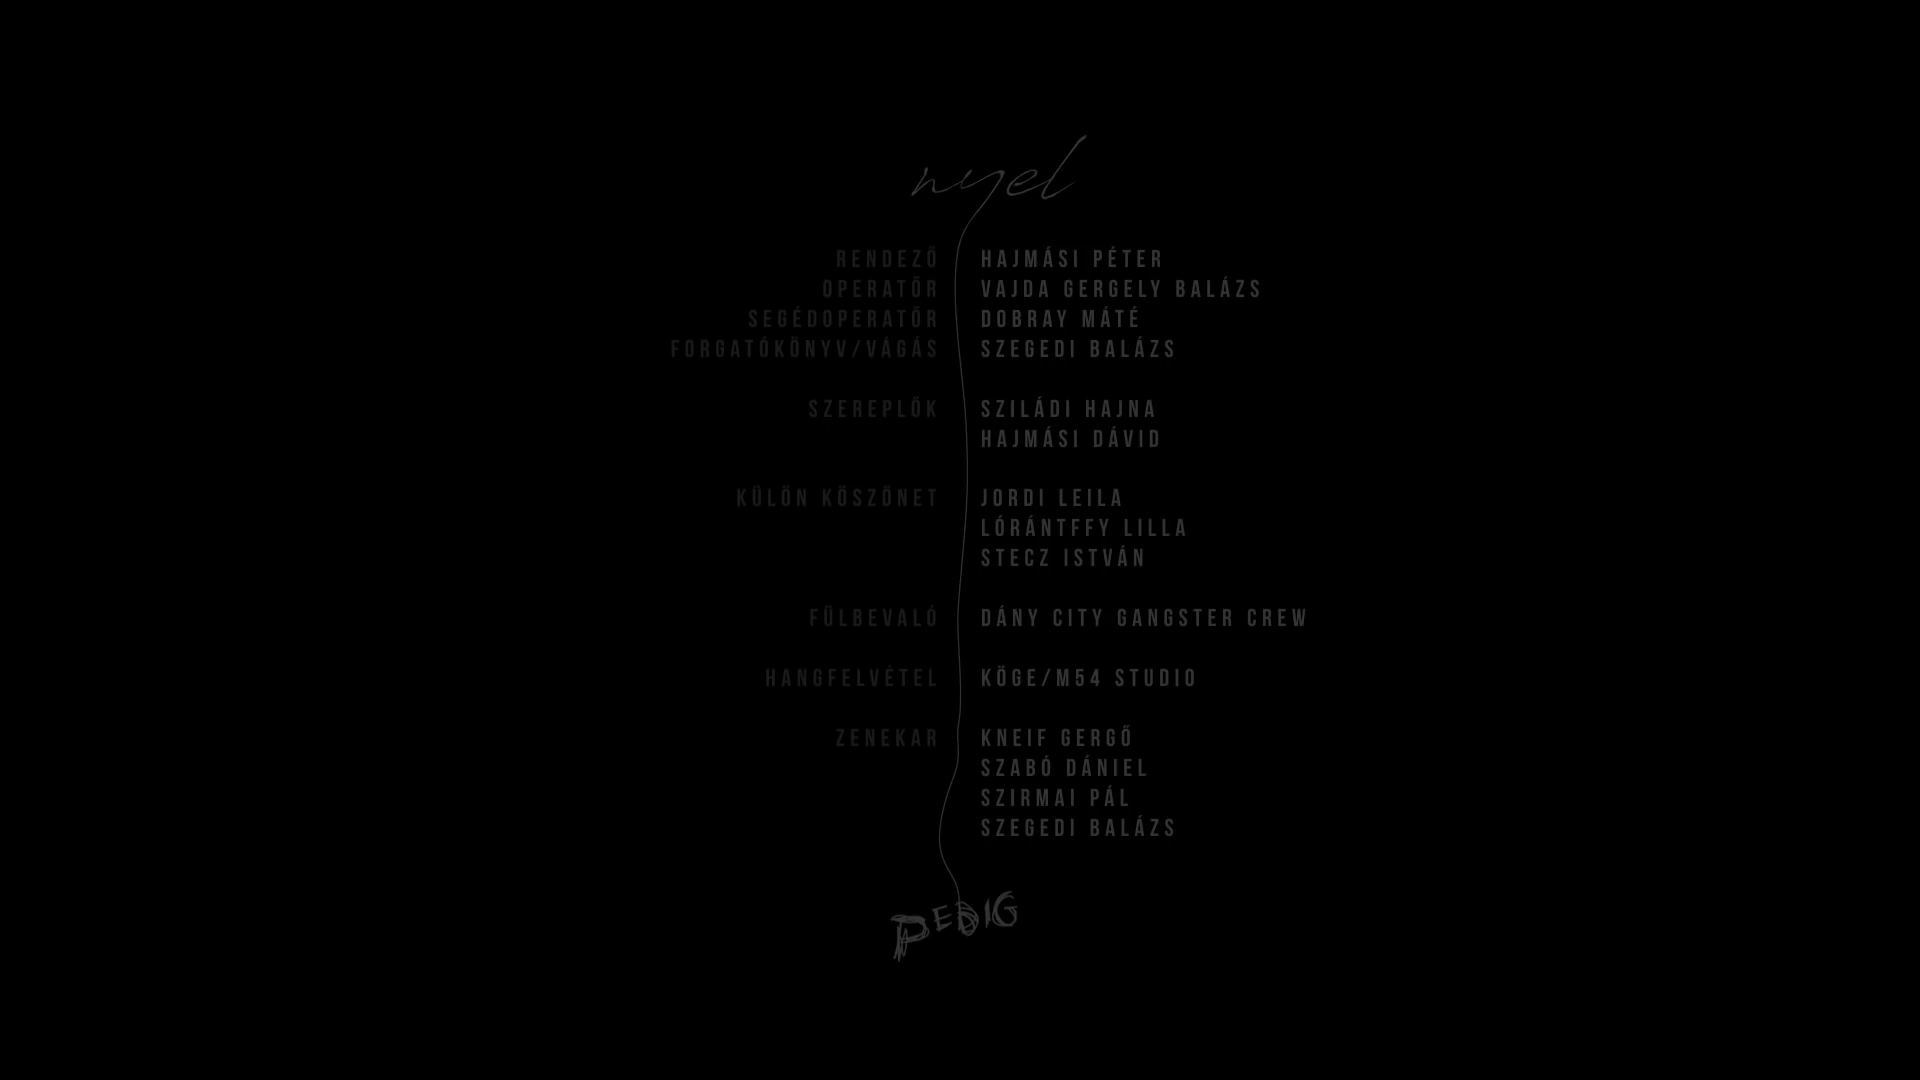 nyel
RENDEZŐ HAJMÁSI PÉTER
OPERATŐR VAJDA GERGELY BALÁZS
SEGÉDOPERATŐR DOBRAY MÁTÉ
FORGATÓKÖNYV/VÁGÁS SZEGEDI BALÁZS
SZEREPLŐK SZILÁDI HAJNA
HAJMÁSI DÁVID
KÜLÖN KÖSZÖNET JORDI LEILA
LÓRÁNTFFY LILLA
STECZ ISTVÁN
FÜLBEVALÓ DÁNY CITY GANGSTER CREW
HANGFELVÉTEL KÖGE/M54 STUDIO
ZENEKAR KNEIF GERGŐ
SZABÓ DÁNIEL
SZIRMAI PÁL
SZEGEDI BALÁZS
PEDIG